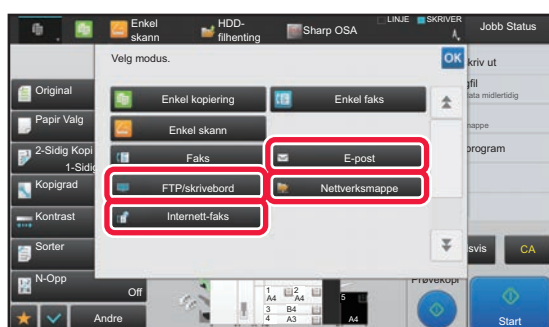 Enkel skann
HDD-filhenting
Sharp OSA
LINJE
SKRIVER
Jobb Status
Velg modus.
OK
Enkel kopiering
Enkel faks
Enkel skann
Faks
E-post
FTP/skrivebord
Nettverksmappe
Internett-faks
Original
Papir Valg
2-Sidig Kopi
1-Sidig
Kopigrad
Kontrast
Sorter
N-Opp
Off
Andre
kriv ut
gfil
ata midlertidig
mappe
program
svis
CA
Prøvekopi
Start
1
A4
2
A4
3
B4
4
A3
5
A4